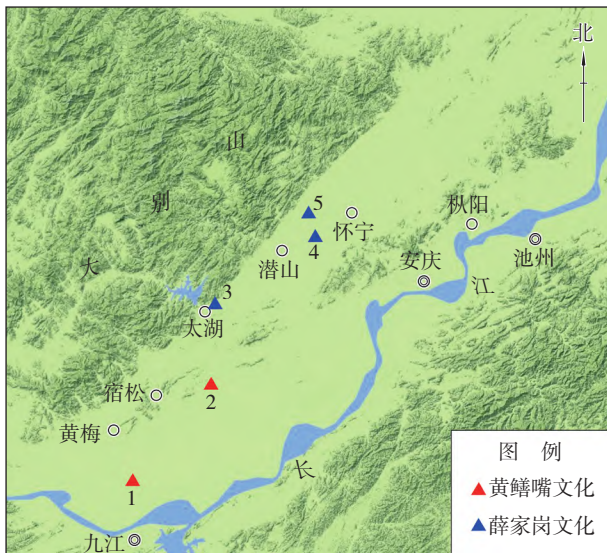 北
山
别
大
5
怀宁
枞阳
4
潜山
池州
安庆
江
3
太湖
2
宿松
黄梅
长
1
九江
图 例
黄鳝嘴文化
薛家岗文化